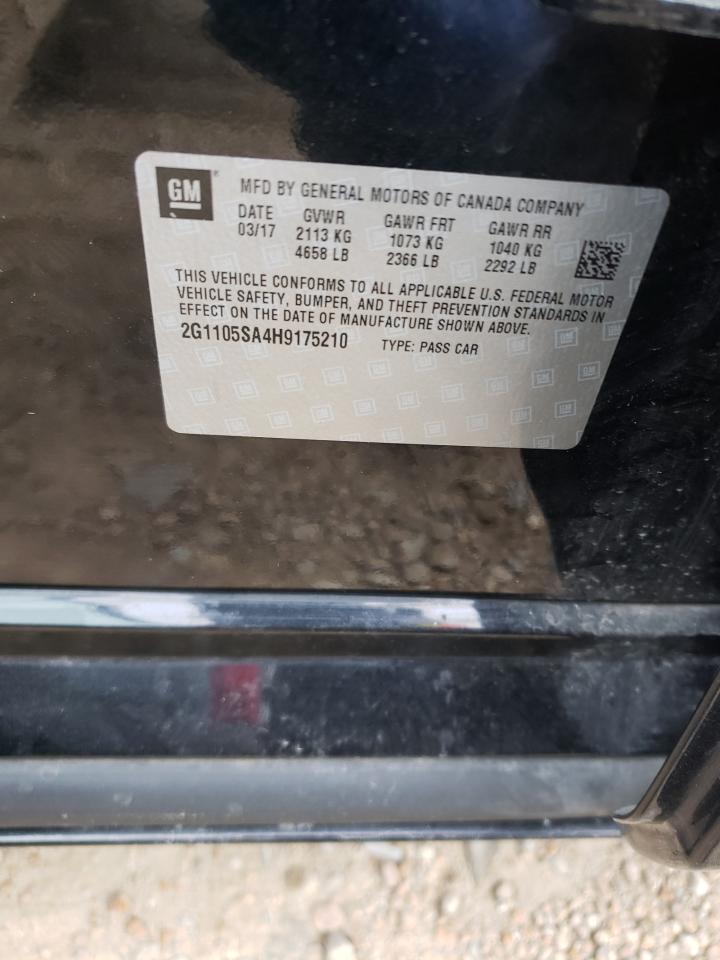 GM
MFD BY GENERAL MOTORS OF CANADA COMPANY
DATE GVWR GAWR FRT GAWR RR
03/17 2113 KG 1073 KG 1040 KG
4658 LB 2366 LB 2292 LB
THIS VEHICLE CONFORMS TO ALL APPLICABLE U.S. FEDERAL MOTOR
VEHICLE SAFETY, BUMPER, AND THEFT PREVENTION STANDARDS IN
EFFECT ON THE DATE OF MANUFACTURE SHOWN ABOVE.
2G1105SA4H9175210 TYPE: PASS CAR